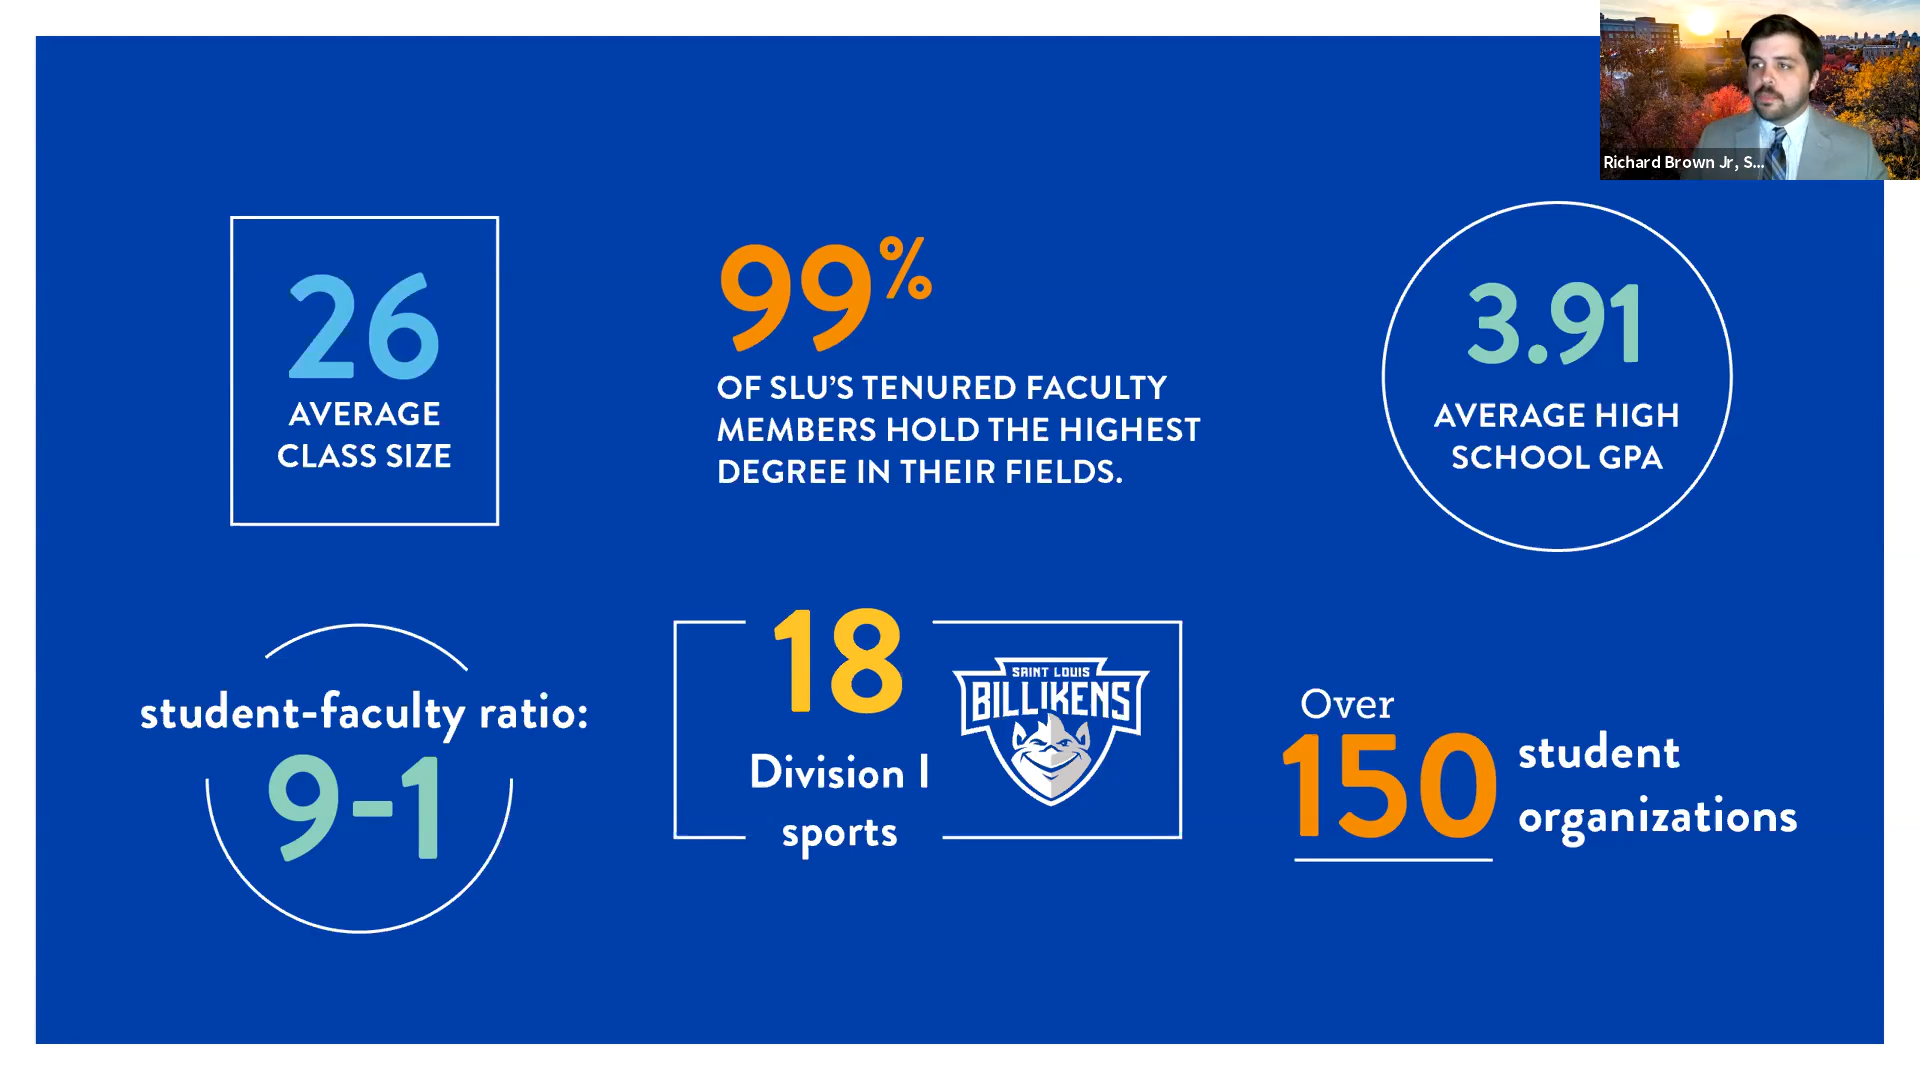 Richard Brown Jr, S...
26
AVERAGE
CLASS SIZE
99%
OF SLU'S TENURED FACULTY
MEMBERS HOLD THE HIGHEST
DEGREE IN THEIR FIELDS.
3.91
AVERAGE HIGH
SCHOOL GPA
student-faculty ratio:
9-1
18
Division I
sports
SAINT LOUIS
BILLIKENS
Over
150
student
organizations